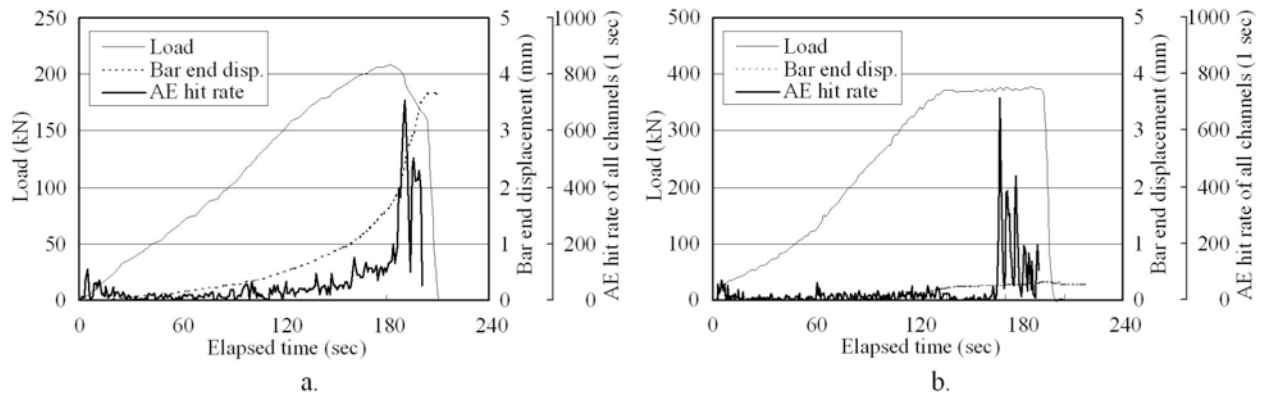 250
200
150
100
50
0
Load (kN)
Load
Bar end disp.
AE hit rate
0 60 120 180 240
Elapsed time (sec)
5
4
3
2
1
0
Bar end displacement (mm)
1000
800
600
400
200
0
AE hit rate of all channels (1 sec)
a.
500
400
300
200
100
0
Load (kN)
Load
Bar end disp.
AE hit rate
0 60 120 180 240
Elapsed time (sec)
5
4
3
2
1
0
Bar end displacement (mm)
1000
800
600
400
200
0
AE hit rate of all channels (1 sec)
b.